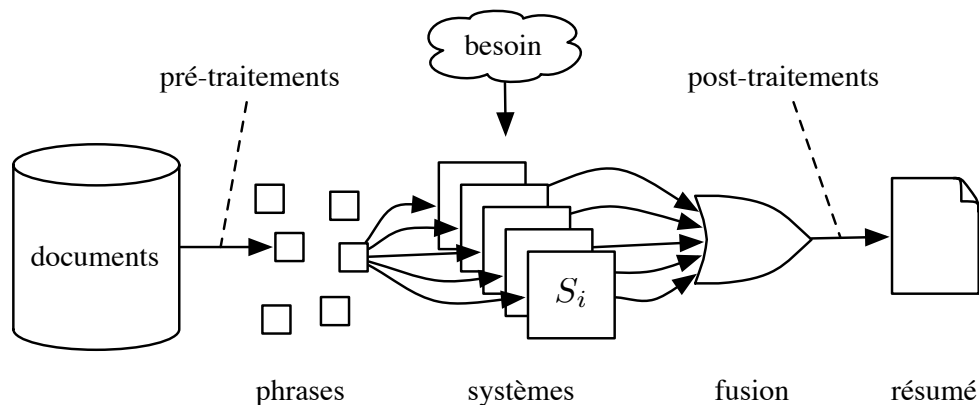 besoin
pré-traitements
post-traitements
documents
S_i
phrases
systèmes
fusion
résumé